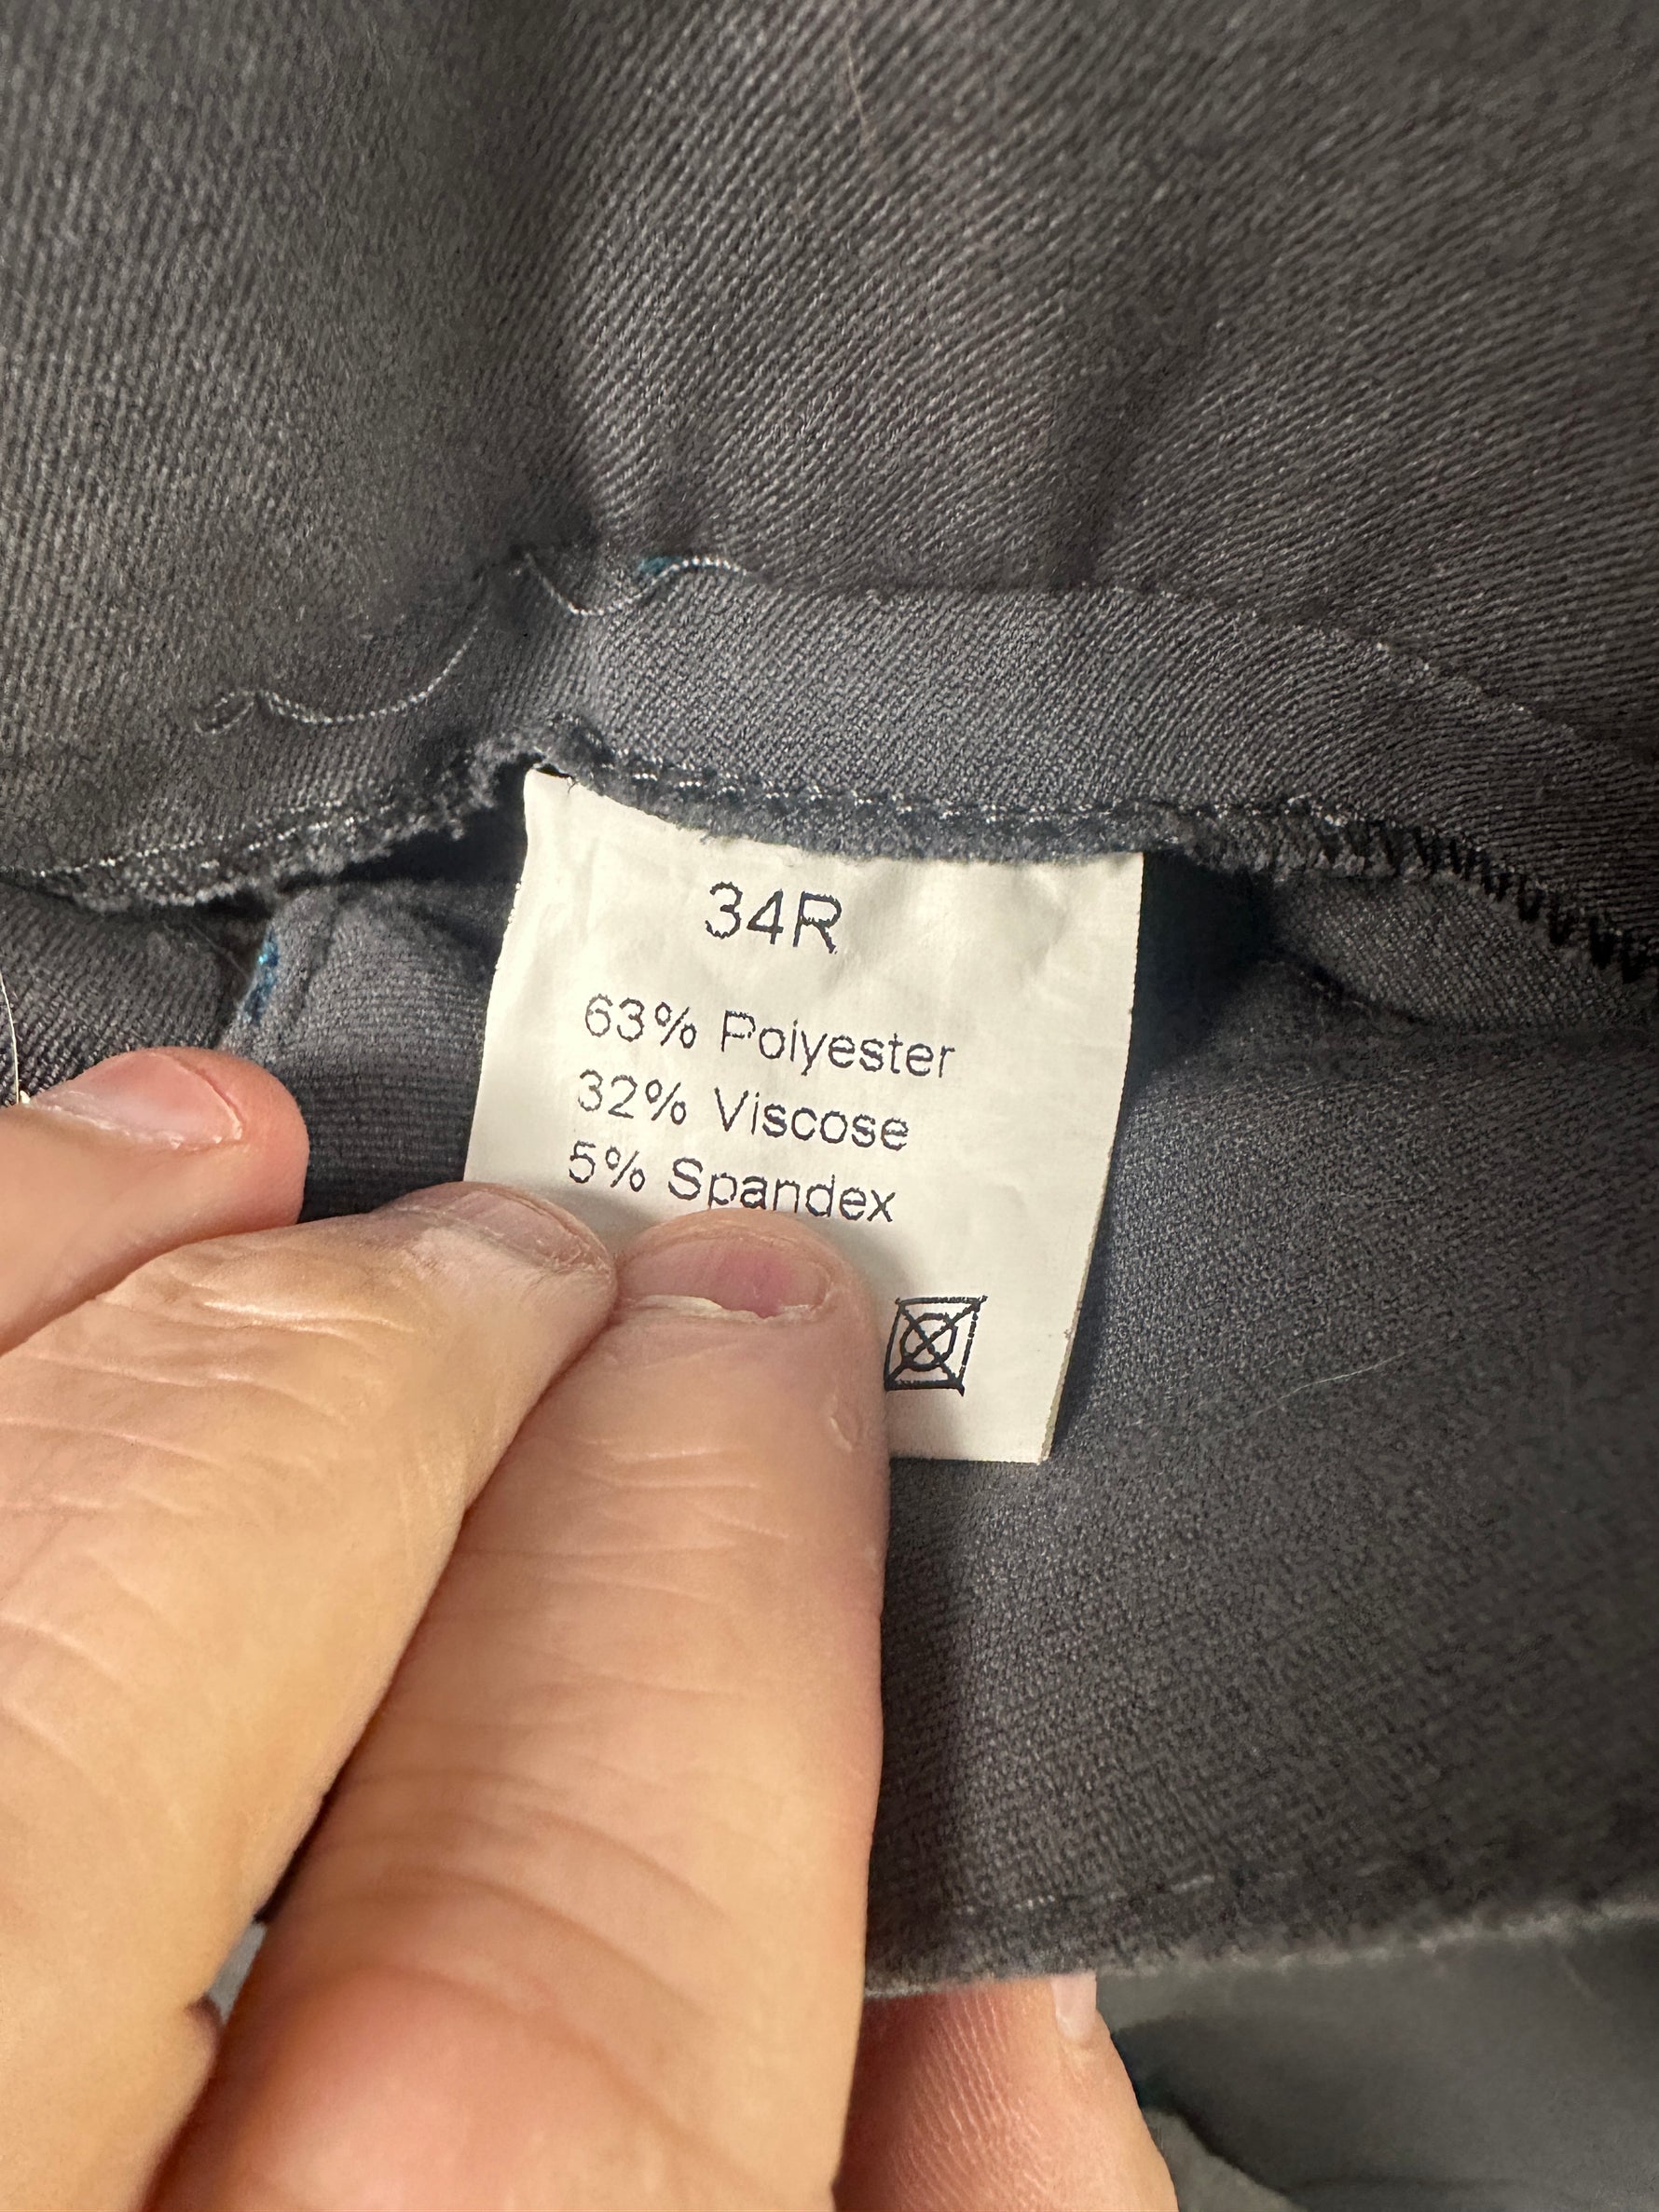 34R
63% Polyester
32% Viscose
5% Spandex